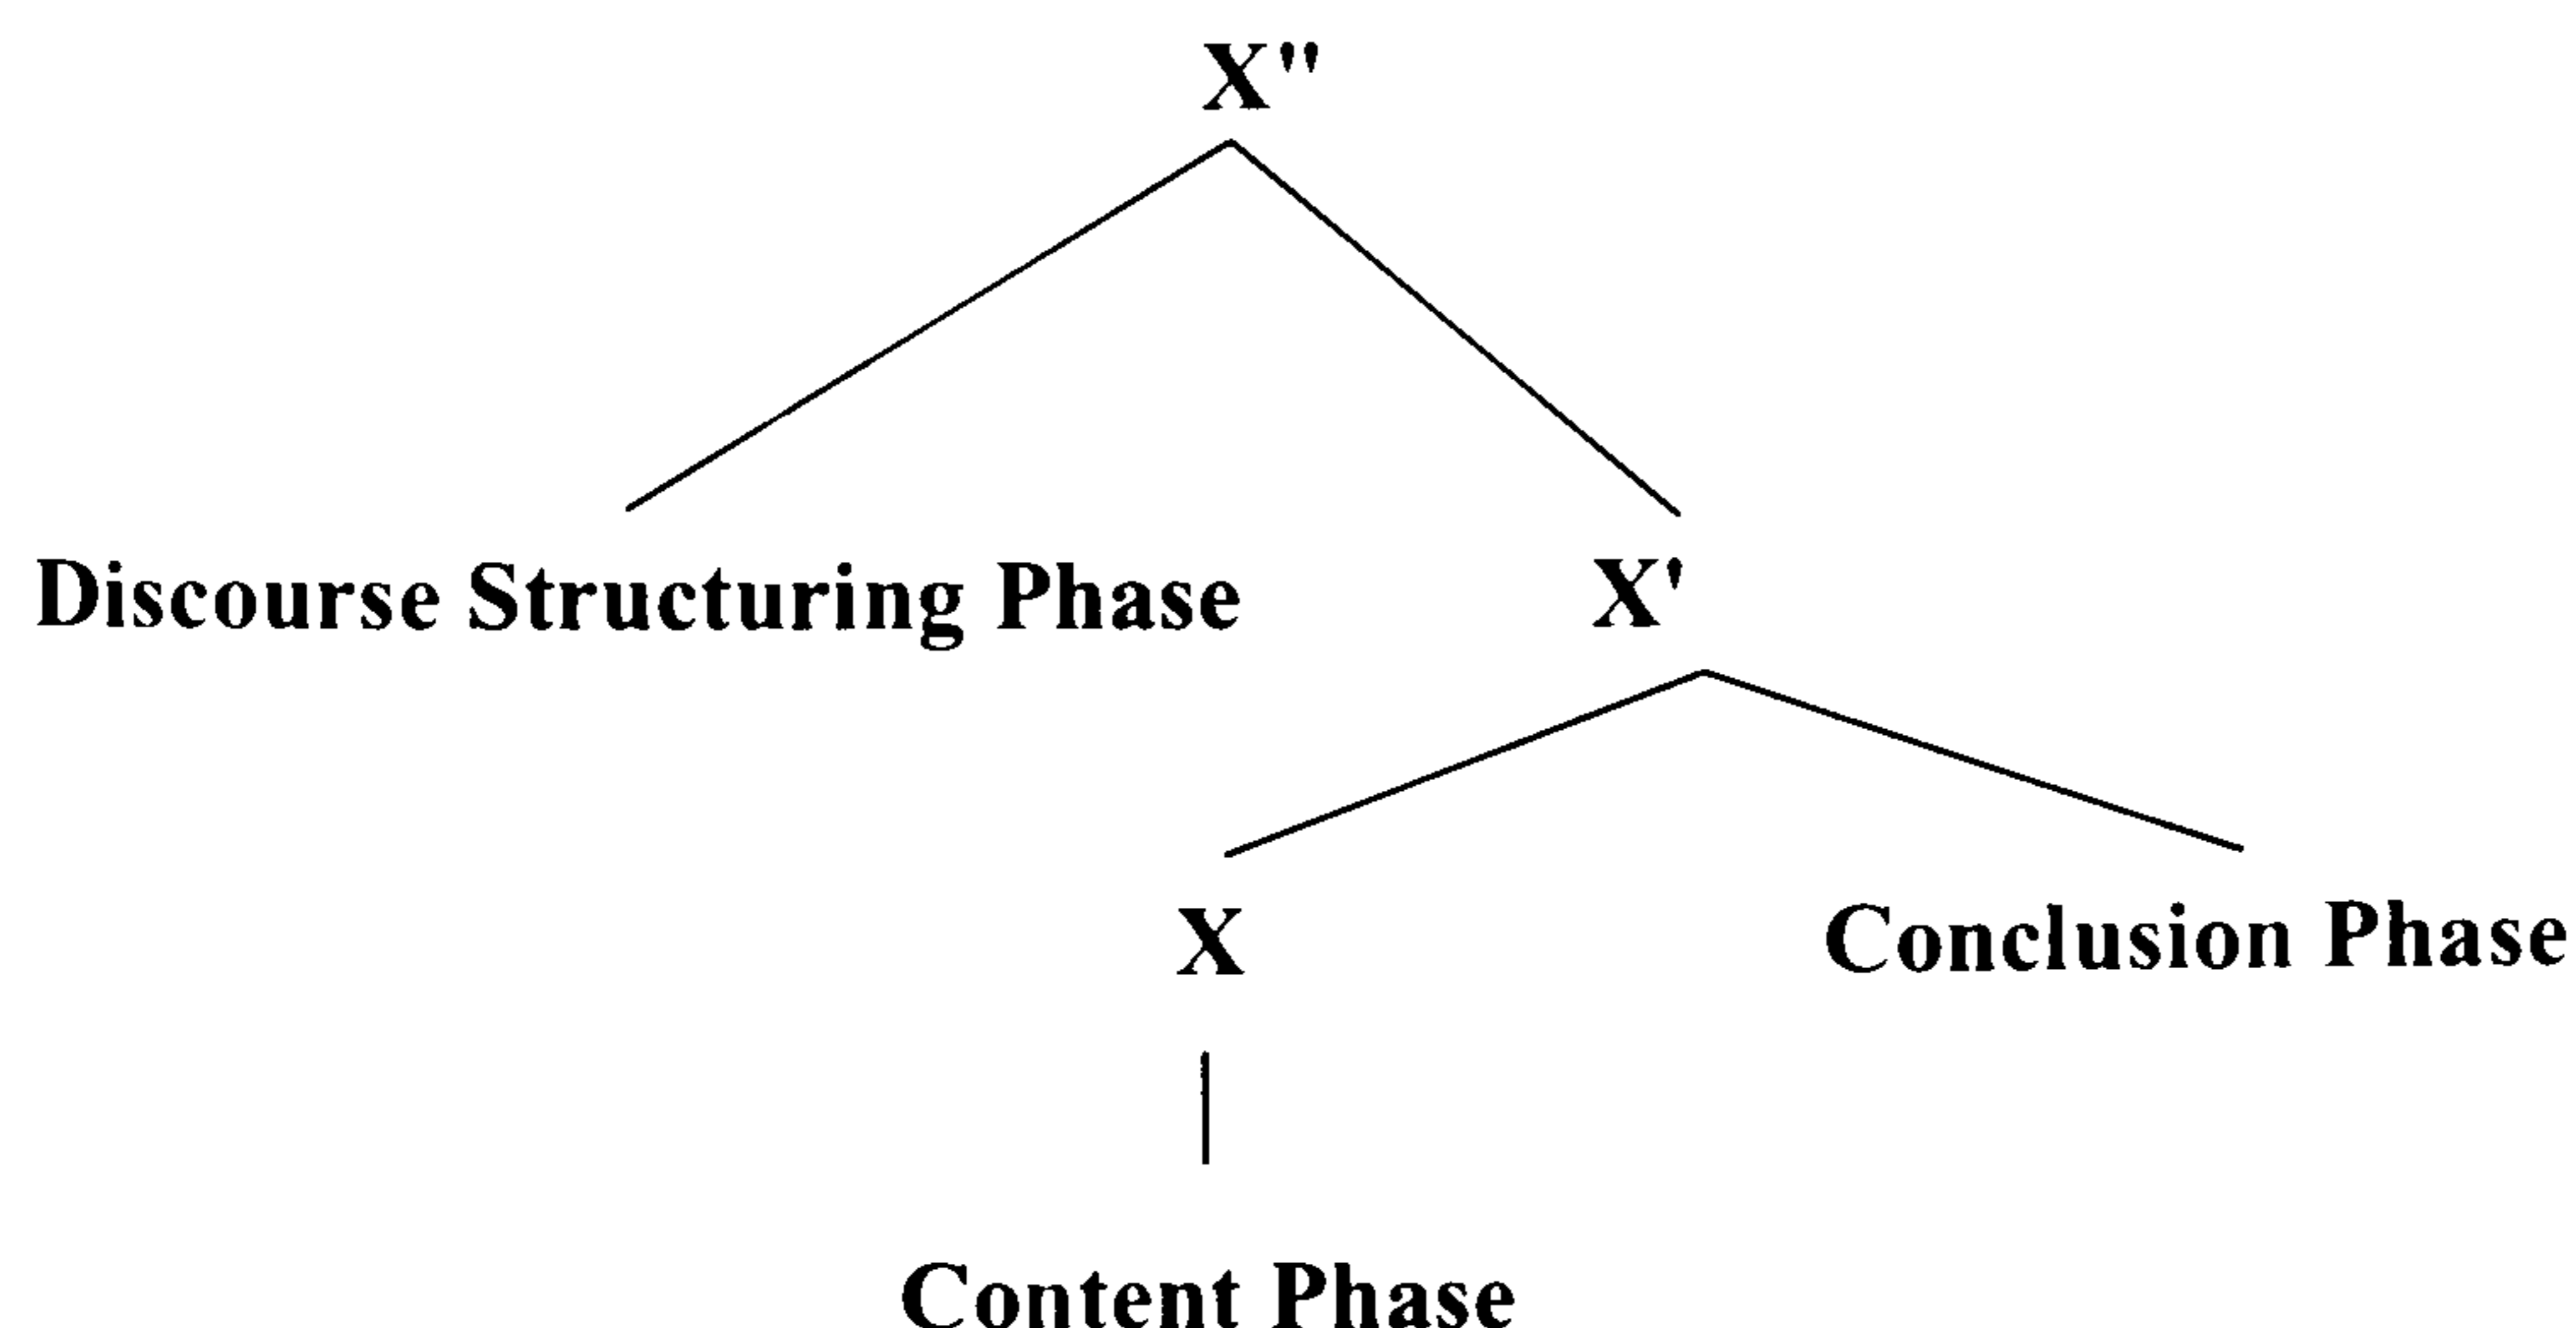 X"
Discourse Structuring Phase X'
X Conclusion Phase
Content Phase